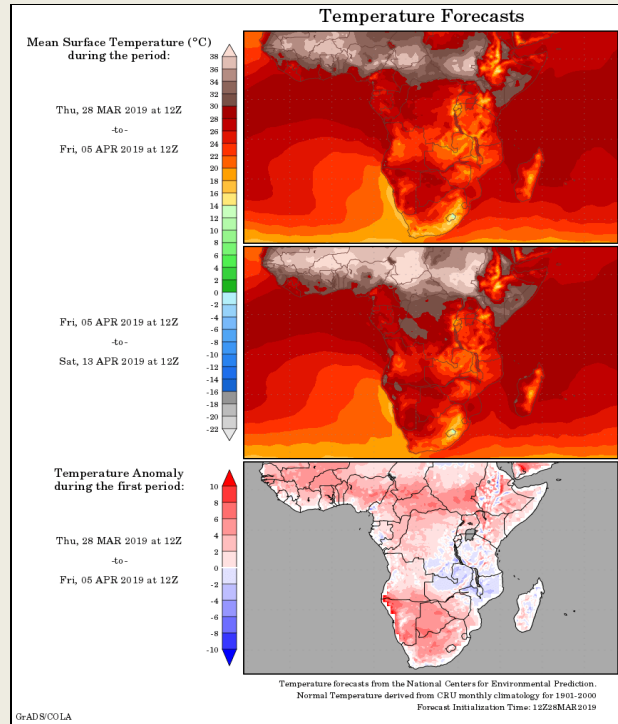 Temperature Forecasts
Mean Surface Temperature (°C)
during the period:
Thu, 28 MAR 2019 at 12Z
-to-
Fri, 05 APR 2019 at 12Z
38
36
34
32
30
28
26
24
22
20
18
16
14
12
10
8
6
4
2
0
-2
-4
-6
-8
-10
-12
-14
-16
-18
-20
-22
Fri, 05 APR 2019 at 12Z
-to-
Sat, 13 APR 2019 at 12Z
Temperature Anomaly
during the first period:
Thu, 28 MAR 2019 at 12Z
-to-
Fri, 05 APR 2019 at 12Z
10
8
6
4
2
0
-2
-4
-6
-8
-10
Temperature forecasts from the National Centers for Environmental Prediction.
Normal Temperature derived from CRU monthly climatology for 1901-2000
Forecast Initialization Time: 12Z28MAR2019
GrADS/COLA